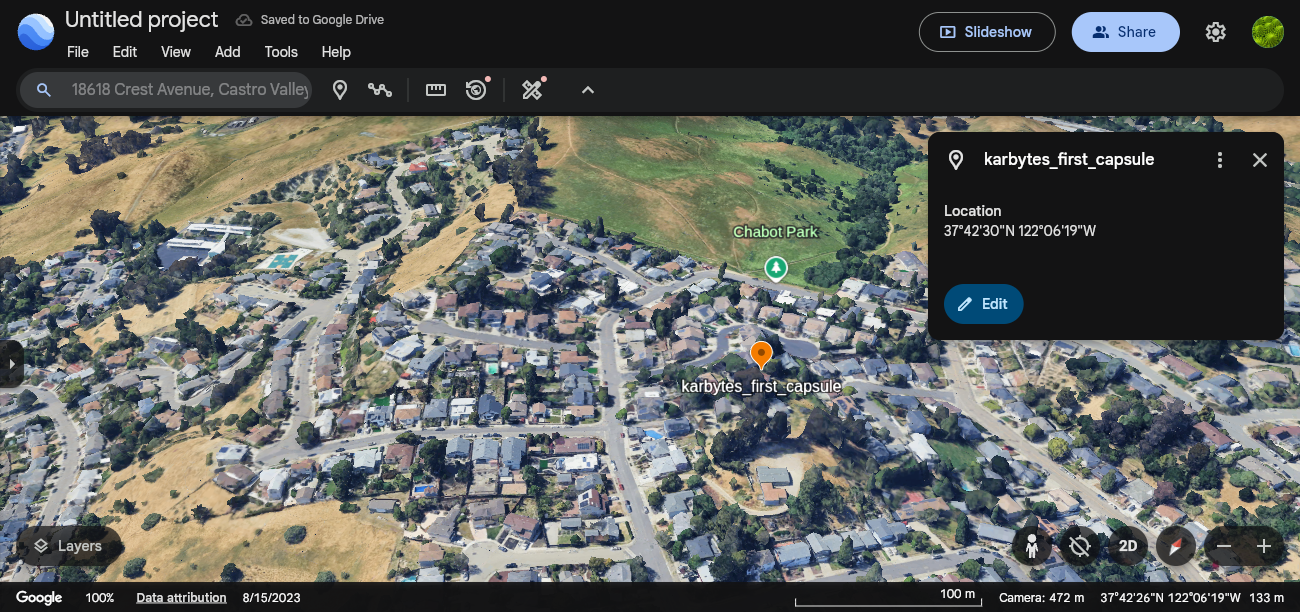 Untitled project
Saved to Google Drive
File Edit View Add Tools Help
Slideshow
Share
18618 Crest Avenue, Castro Valley
karbytes_first_capsule
Location
37°42'30"N 122°06'19"W
Edit
Chabot Park
karbytes_first_capsule
Layers
2D
Google 100% Data attribution 8/15/2023 100 m Camera: 472 m 37°42'26"N 122°06'19"W 133 m